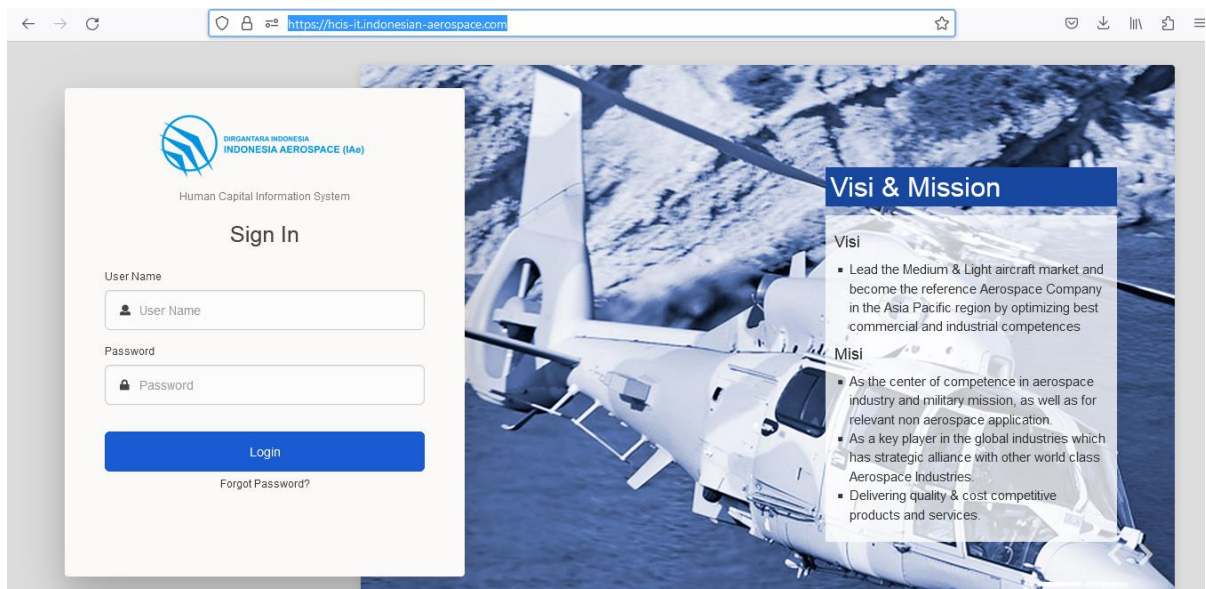 https://hcis-it.indonesian-aerospace.com
DIRGANTARA INDONESIA
INDONESIA AEROSPACE (IAe)
Human Capital Information System
Sign In
User Name
User Name
Password
Password
Login
Forgot Password?
Visi & Mission
Visi
Lead the Medium & Light aircraft market and
become the reference Aerospace Company
in the Asia Pacific region by optimizing best
commercial and industrial competences
Misi
As the center of competence in aerospace
industry and military mission, as well as for
relevant non aerospace application.
As a key player in the global industries which
has strategic alliance with other world class
Aerospace Industries.
Delivering quality & cost competitive
products and services.